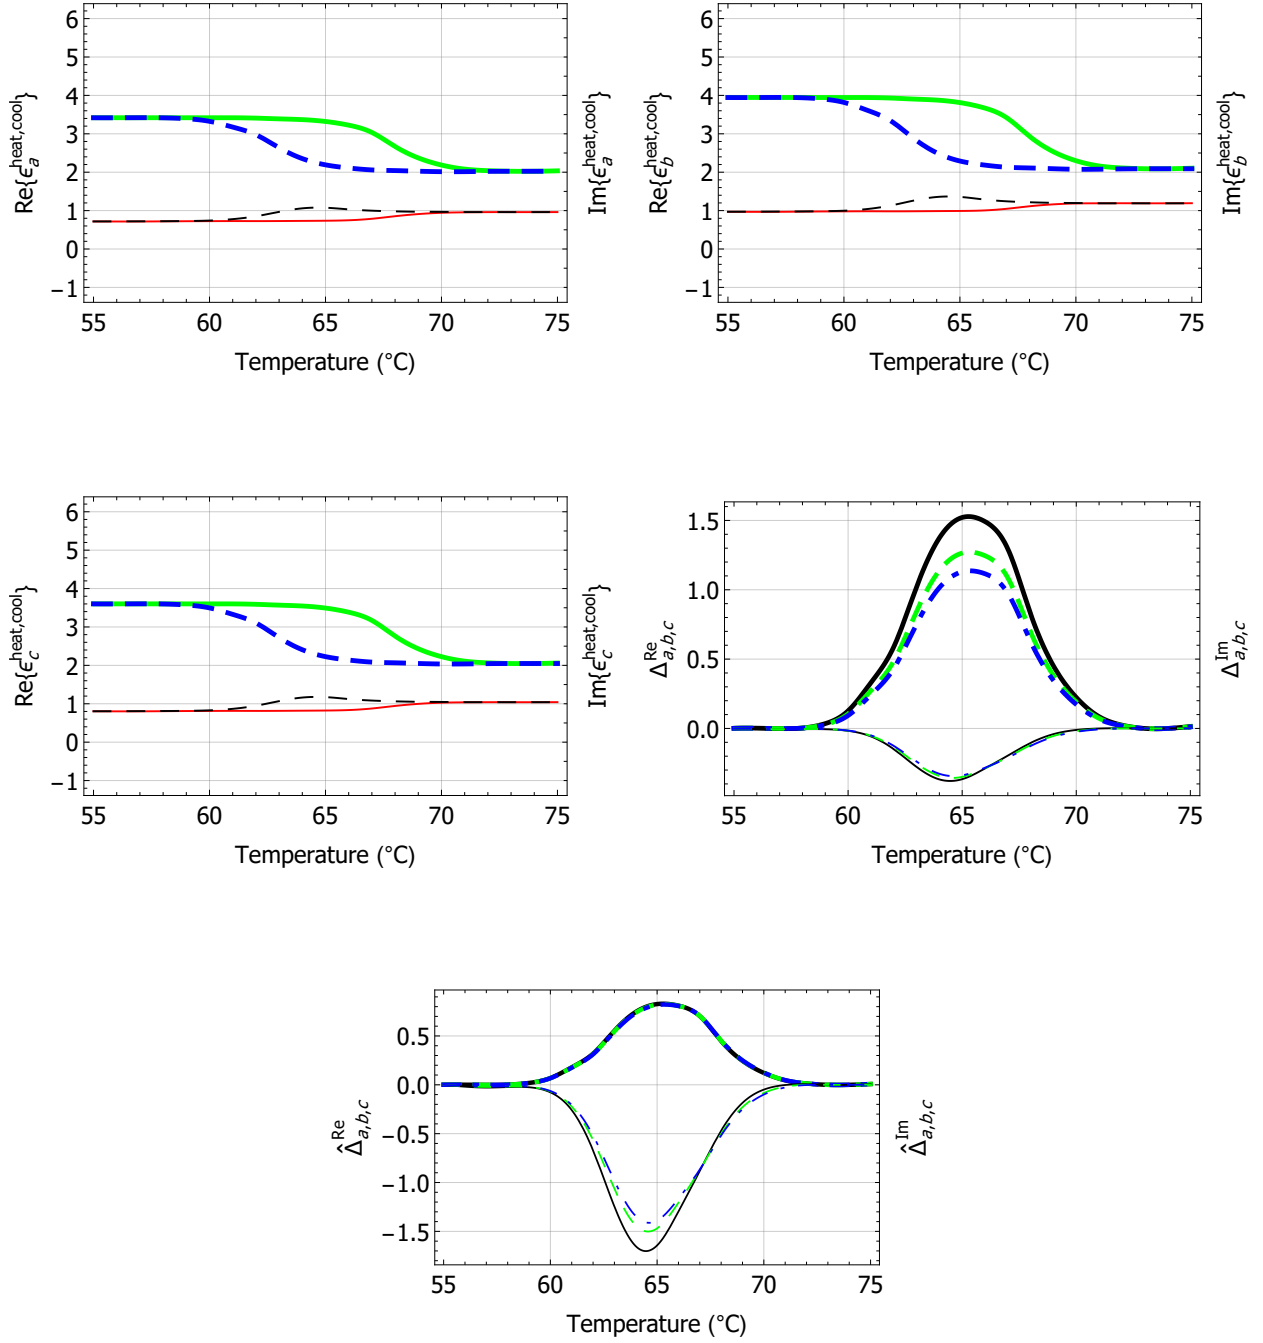 6
5
4
3
2
1
0
−1
55 60 65 70 75
Temperature (°C)
Re{ϵₐ^heat,cool}
Im{ϵₐ^heat,cool}
6
5
4
3
2
1
0
−1
55 60 65 70 75
Temperature (°C)
Re{ϵ_b^heat,cool}
Im{ϵ_b^heat,cool}
6
5
4
3
2
1
0
−1
55 60 65 70 75
Temperature (°C)
Re{ϵ_c^heat,cool}
Im{ϵ_c^heat,cool}
1.5
1.0
0.5
0.0
55 60 65 70 75
Temperature (°C)
Δ_a,b,c^Re
Δ_a,b,c^Im
0.5
0.0
−0.5
−1.0
−1.5
55 60 65 70 75
Temperature (°C)
Δ̂_a,b,c^Re
Δ̂_a,b,c^Im